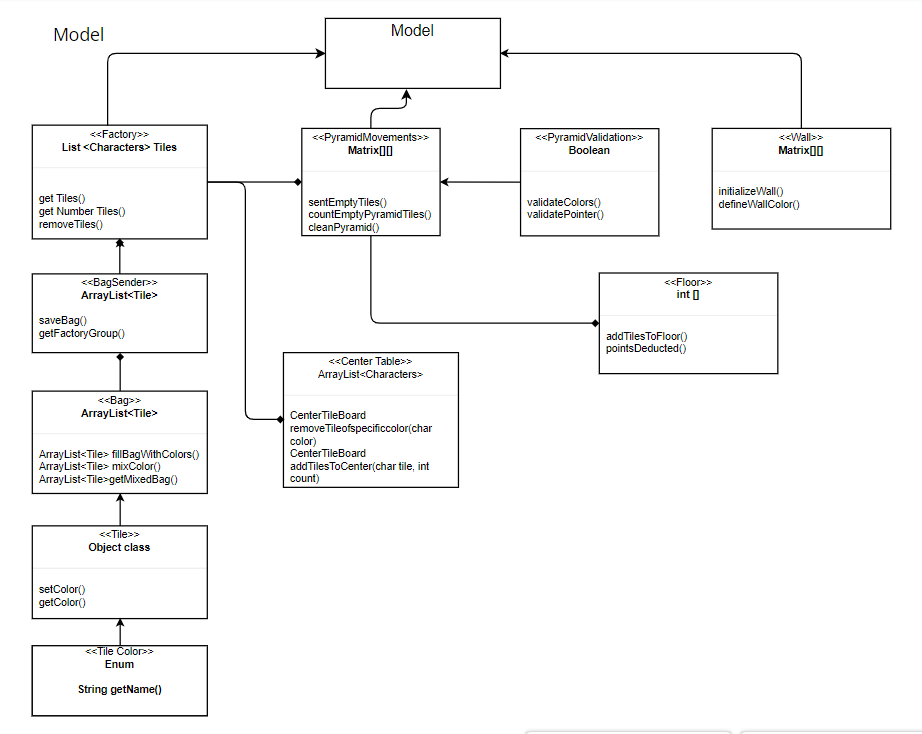 Model
Model
<<Factory>>
List <Characters> Tiles
get Tiles()
get Number Tiles()
removeTiles()
<<PyramidMovements>>
Matrix[][]
sentEmptyTiles()
countEmptyPyramidTiles()
cleanPyramid()
<<PyramidValidation>>
Boolean
validateColors()
validatePointer()
<<Wall>>
Matrix[][]
initializeWall()
defineWallColor()
<<BagSender>>
ArrayList<Tile>
saveBag()
getFactoryGroup()
<<Floor>>
int []
addTilesToFloor()
pointsDeducted()
<<Center Table>>
ArrayList<Characters>
CenterTileBoard
removeTileofspecificcolor(char
color)
CenterTileBoard
addTilesToCenter(char tile, int
count)
<<Bag>>
ArrayList<Tile>
ArrayList<Tile> fillBagWithColors()
ArrayList<Tile> mixColor()
ArrayList<Tile>getMixedBag()
<<Tile>>
Object class
setColor()
getColor()
<<Tile Color>>
Enum
String getName()